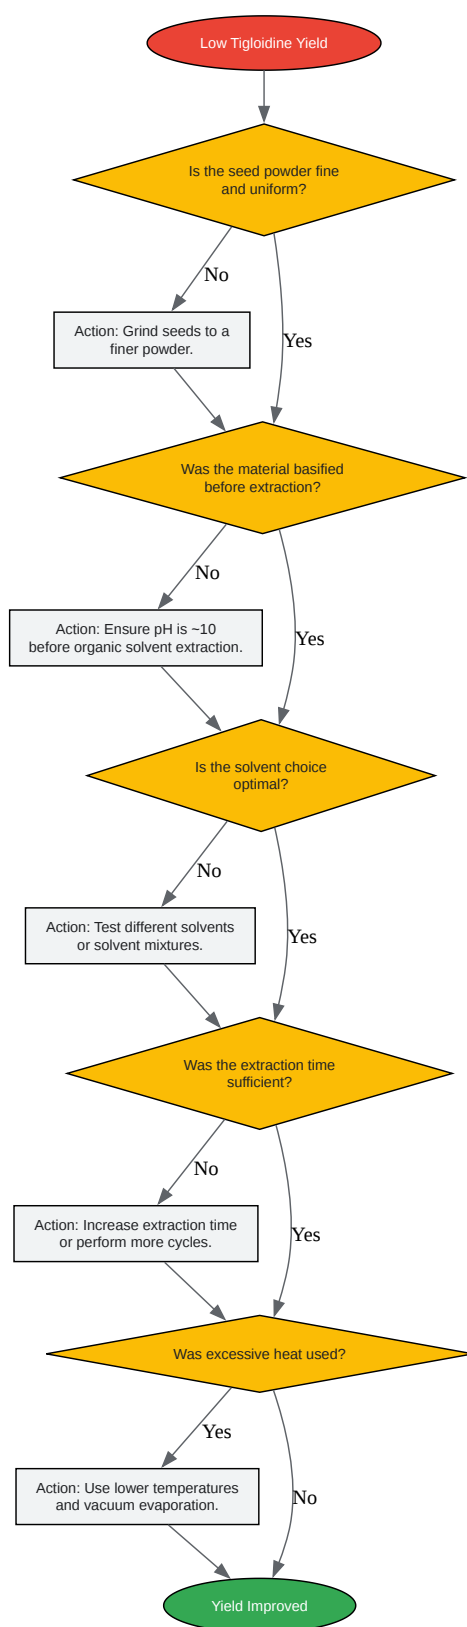 Low Tigloidine Yield
Is the seed powder fine
and uniform?
No
Yes
Action: Grind seeds to a
finer powder.
Was the material basified
before extraction?
No
Yes
Action: Ensure pH is ~10
before organic solvent extraction.
Is the solvent choice
optimal?
No
Yes
Action: Test different solvents
or solvent mixtures.
Was the extraction time
sufficient?
No
Yes
Action: Increase extraction time
or perform more cycles.
Was excessive heat used?
Yes
No
Action: Use lower temperatures
and vacuum evaporation.
Yield Improved